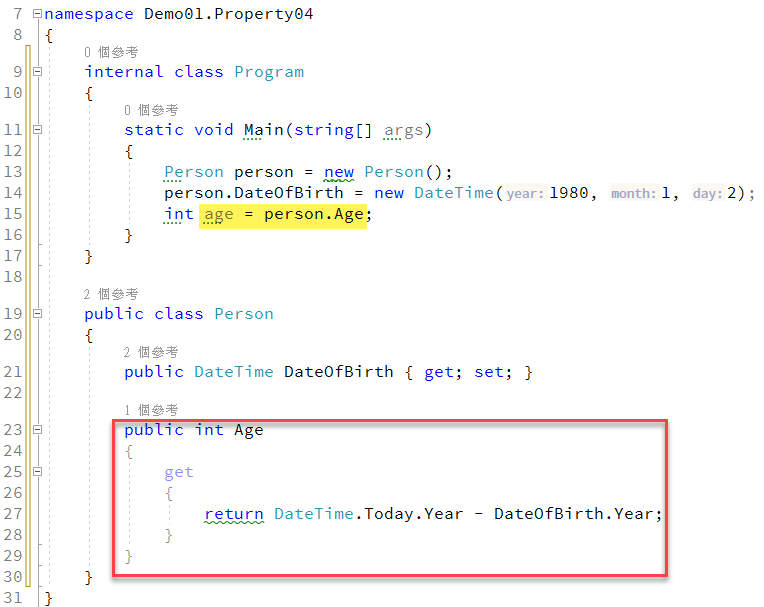 7 namespace Demo01.Property04
8 {
0 個參考
9 internal class Program
10 {
0 個參考
11 static void Main(string[] args)
12 {
13 Person person = new Person();
14 person.DateOfBirth = new DateTime(year: 1980, month: 1, day: 2);
15 int age = person.Age;
16 }
17 }
18
2 個參考
19 public class Person
20 {
2 個參考
21 public DateTime DateOfBirth { get; set; }
22
1 個參考
23 public int Age
24 {
25 get
26 {
27 return DateTime.Today.Year - DateOfBirth.Year;
28 }
29 }
30 }
31 }